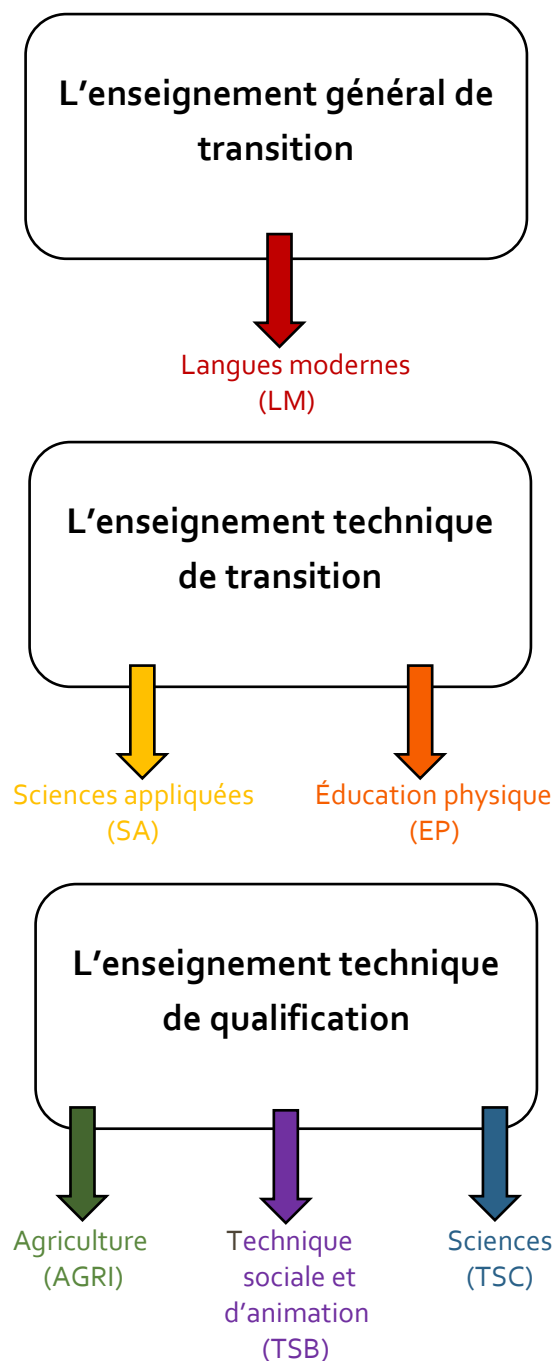 L'enseignement général de
transition
Langues modernes
(LM)
L'enseignement technique
de transition
Sciences appliquées
(SA)
Éducation physique
(EP)
L'enseignement technique
de qualification
Agriculture
(AGRI)
Technique
sociale et
d'animation
(TSB)
Sciences
(TSC)